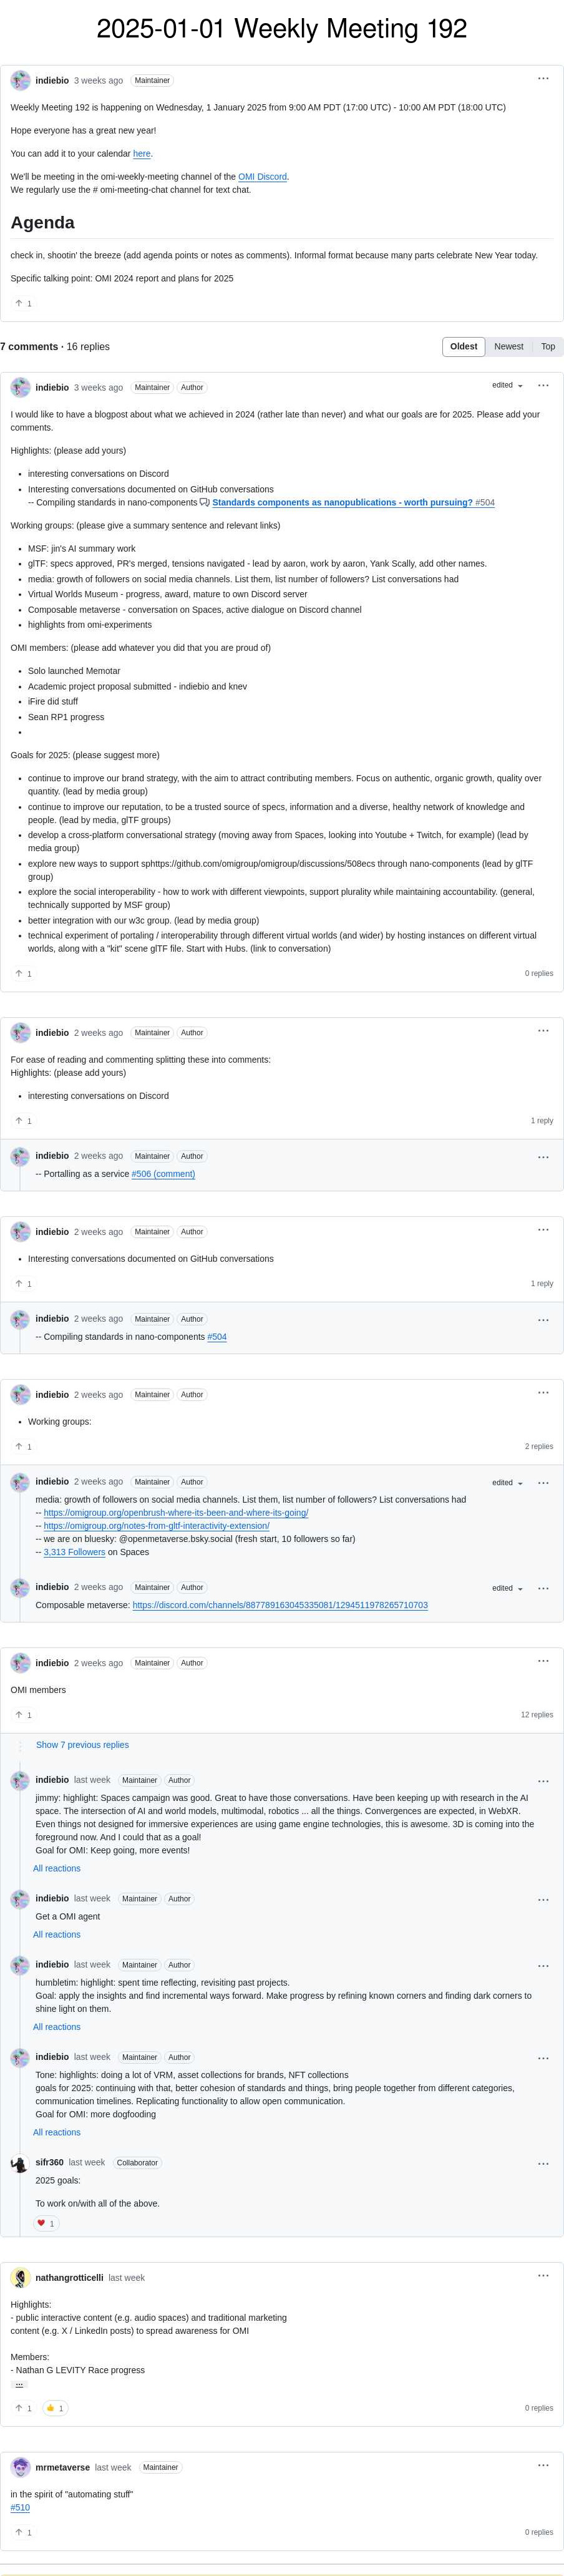 2025-01-01 Weekly Meeting 192
indiebio 3 weeks ago Maintainer
Weekly Meeting 192 is happening on Wednesday, 1 January 2025 from 9:00 AM PDT (17:00 UTC) - 10:00 AM PDT (18:00 UTC)
Hope everyone has a great new year!
You can add it to your calendar here.
We'll be meeting in the omi-weekly-meeting channel of the OMI Discord.
We regularly use the # omi-meeting-chat channel for text chat.
Agenda
check in, shootin' the breeze (add agenda points or notes as comments). Informal format because many parts celebrate New Year today.
Specific talking point: OMI 2024 report and plans for 2025
1
7 comments · 16 replies
Oldest Newest Top
indiebio 3 weeks ago Maintainer Author edited
I would like to have a blogpost about what we achieved in 2024 (rather late than never) and what our goals are for 2025. Please add your
comments.
Highlights: (please add yours)
• interesting conversations on Discord
• Interesting conversations documented on GitHub conversations
-- Compiling standards in nano-components Standards components as nanopublications - worth pursuing? #504
Working groups: (please give a summary sentence and relevant links)
• MSF: jin's AI summary work
• glTF: specs approved, PR's merged, tensions navigated - lead by aaron, work by aaron, Yank Scally, add other names.
• media: growth of followers on social media channels. List them, list number of followers? List conversations had
• Virtual Worlds Museum - progress, award, mature to own Discord server
• Composable metaverse - conversation on Spaces, active dialogue on Discord channel
• highlights from omi-experiments
OMI members: (please add whatever you did that you are proud of)
• Solo launched Memotar
• Academic project proposal submitted - indiebio and knev
• iFire did stuff
• Sean RP1 progress
•
Goals for 2025: (please suggest more)
• continue to improve our brand strategy, with the aim to attract contributing members. Focus on authentic, organic growth, quality over
quantity. (lead by media group)
• continue to improve our reputation, to be a trusted source of specs, information and a diverse, healthy network of knowledge and
people. (lead by media, glTF groups)
• develop a cross-platform conversational strategy (moving away from Spaces, looking into Youtube + Twitch, for example) (lead by
media group)
• explore new ways to support sphttps://github.com/omigroup/omigroup/discussions/508ecs through nano-components (lead by glTF
group)
• explore the social interoperability - how to work with different viewpoints, support plurality while maintaining accountability. (general,
technically supported by MSF group)
• better integration with our w3c group. (lead by media group)
• technical experiment of portaling / interoperability through different virtual worlds (and wider) by hosting instances on different virtual
worlds, along with a "kit" scene glTF file. Start with Hubs. (link to conversation)
1 0 replies
indiebio 2 weeks ago Maintainer Author
For ease of reading and commenting splitting these into comments:
Highlights: (please add yours)
• interesting conversations on Discord
1 1 reply
indiebio 2 weeks ago Maintainer Author
-- Portalling as a service #506 (comment)
indiebio 2 weeks ago Maintainer Author
• Interesting conversations documented on GitHub conversations
1 1 reply
indiebio 2 weeks ago Maintainer Author
-- Compiling standards in nano-components #504
indiebio 2 weeks ago Maintainer Author
• Working groups:
1 2 replies
indiebio 2 weeks ago Maintainer Author edited
media: growth of followers on social media channels. List them, list number of followers? List conversations had
-- https://omigroup.org/openbrush-where-its-been-and-where-its-going/
-- https://omigroup.org/notes-from-gltf-interactivity-extension/
-- we are on bluesky: @openmetaverse.bsky.social (fresh start, 10 followers so far)
-- 3,313 Followers on Spaces
indiebio 2 weeks ago Maintainer Author edited
Composable metaverse: https://discord.com/channels/887789163045335081/1294511978265710703
indiebio 2 weeks ago Maintainer Author
OMI members
1 12 replies
Show 7 previous replies
indiebio last week Maintainer Author
jimmy: highlight: Spaces campaign was good. Great to have those conversations. Have been keeping up with research in the AI
space. The intersection of AI and world models, multimodal, robotics ... all the things. Convergences are expected, in WebXR.
Even things not designed for immersive experiences are using game engine technologies, this is awesome. 3D is coming into the
foreground now. And I could that as a goal!
Goal for OMI: Keep going, more events!
All reactions
indiebio last week Maintainer Author
Get a OMI agent
All reactions
indiebio last week Maintainer Author
humbletim: highlight: spent time reflecting, revisiting past projects.
Goal: apply the insights and find incremental ways forward. Make progress by refining known corners and finding dark corners to
shine light on them.
All reactions
indiebio last week Maintainer Author
Tone: highlights: doing a lot of VRM, asset collections for brands, NFT collections
goals for 2025: continuing with that, better cohesion of standards and things, bring people together from different categories,
communication timelines. Replicating functionality to allow open communication.
Goal for OMI: more dogfooding
All reactions
sifr360 last week Collaborator
2025 goals:
To work on/with all of the above.
1
nathangrotticelli last week
Highlights:
- public interactive content (e.g. audio spaces) and traditional marketing
content (e.g. X / LinkedIn posts) to spread awareness for OMI
Members:
- Nathan G LEVITY Race progress
…
1 1 0 replies
mrmetaverse last week Maintainer
in the spirit of "automating stuff"
#510
1 0 replies